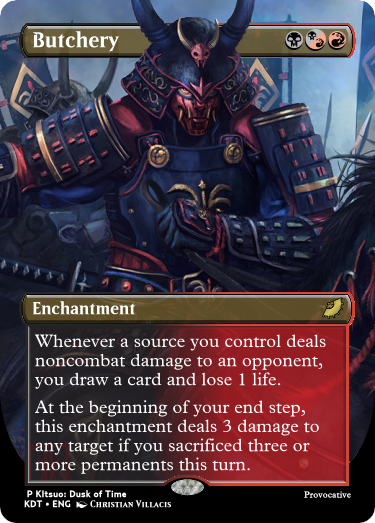 Butchery
Enchantment
Whenever a source you control deals
noncombat damage to an opponent,
you draw a card and lose 1 life.
At the beginning of your end step,
this enchantment deals 3 damage to
any target if you sacrificed three or
more permanents this turn.
P KItsuo: Dusk of Time
KDT • ENG Christian Villacis
Provocative